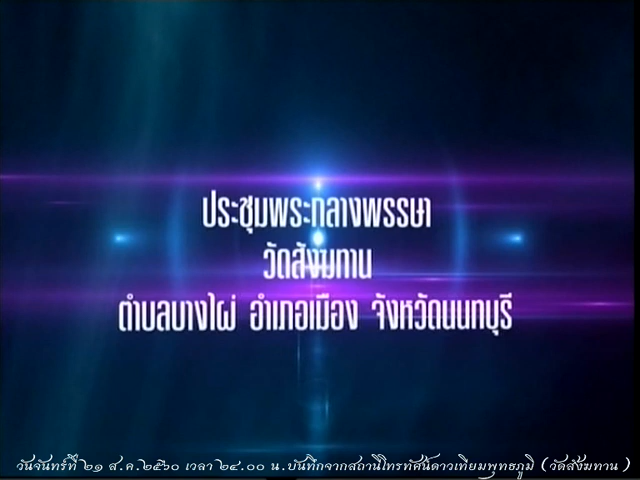 ประชุมพระกลางพรรษา
วัดสังฆทาน
ตำบลบางไผ่ อำเภอเมือง จังหวัดนนทบุรี
วันจันทร์ที่ ๒๑ ส.ค.๒๕๖๐ เวลา ๒๔.๐๐ น.บันทึกจากสถานีโทรทัศน์ดาวเทียมพุทธภูมิ (วัดสังฆทาน )